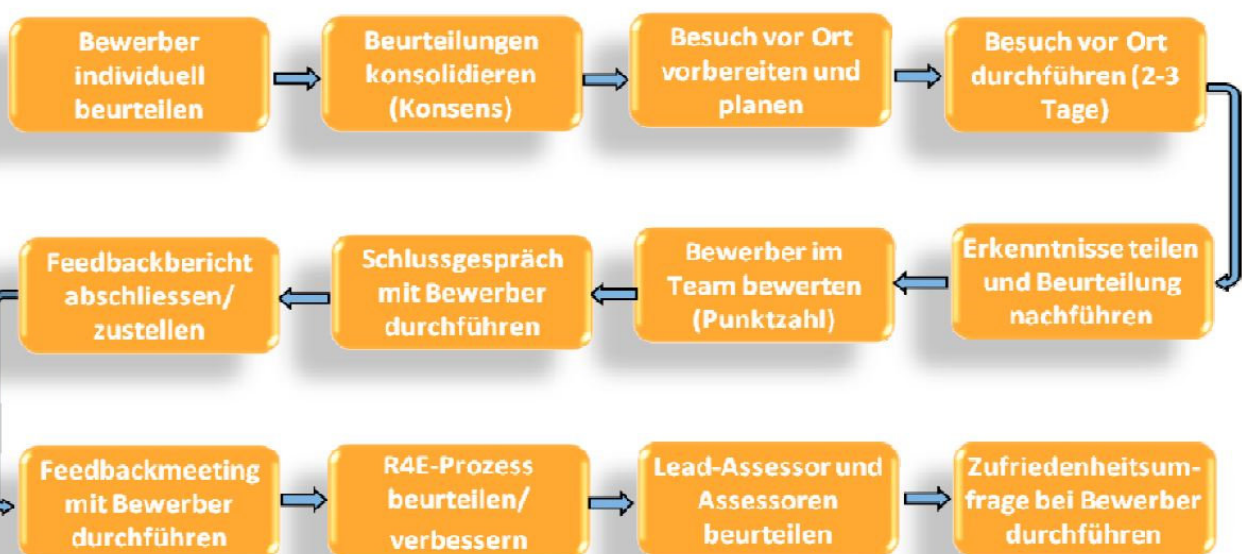 Bewerber
individuell
beurteilen
Beurteilungen
konsolidieren
(Konsens)
Besuch vor Ort
vorbereiten und
planen
Besuch vor Ort
durchführen (2-3
Tage)
Erkenntnisse teilen
und Beurteilung
nachführen
Bewerber im
Team bewerten
(Punktzahl)
Schlussgespräch
mit Bewerber
durchführen
Feedbackbericht
abschliessen/
zustellen
Feedbackmeeting
mit Bewerber
durchführen
R4E-Prozess
beurteilen/
verbessern
Lead-Assessor und
Assessoren
beurteilen
Zufriedenheitsum-
frage bei Bewerber
durchführen